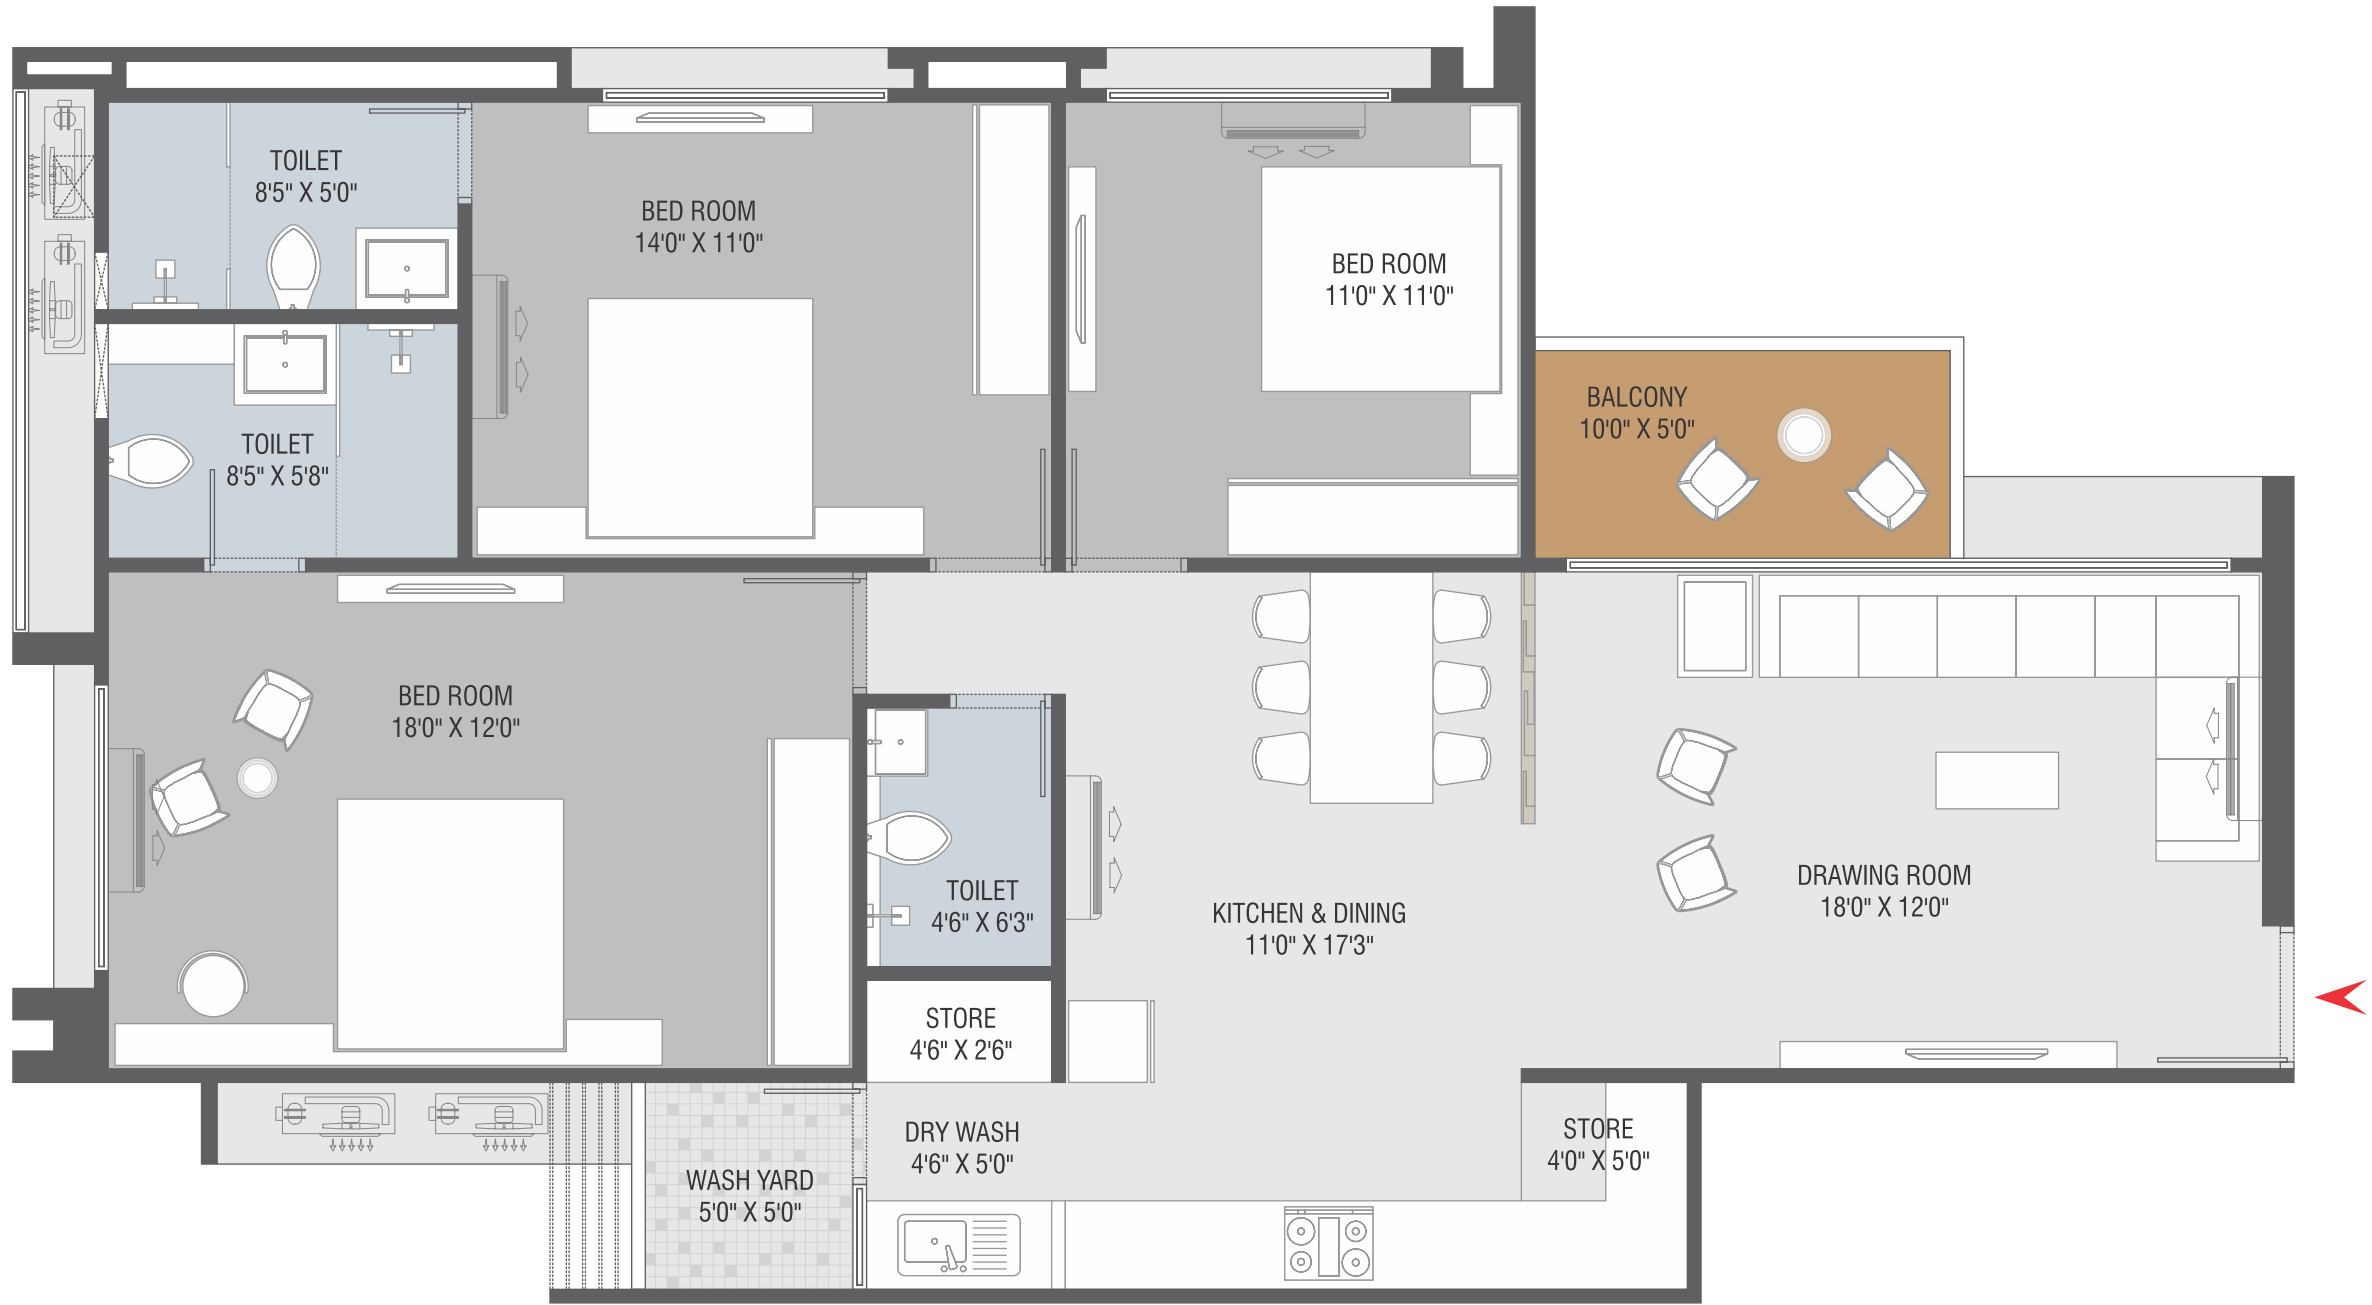 TOILET
8'5" X 5'0"
BED ROOM
14'0" X 11'0"
BED ROOM
11'0" X 11'0"
BALCONY
10'0" X 5'0"
TOILET
8'5" X 5'8"
BED ROOM
18'0" X 12'0"
TOILET
4'6" X 6'3"
KITCHEN & DINING
11'0" X 17'3"
DRAWING ROOM
18'0" X 12'0"
STORE
4'6" X 2'6"
DRY WASH
4'6" X 5'0"
STORE
4'0" X 5'0"
WASH YARD
5'0" X 5'0"